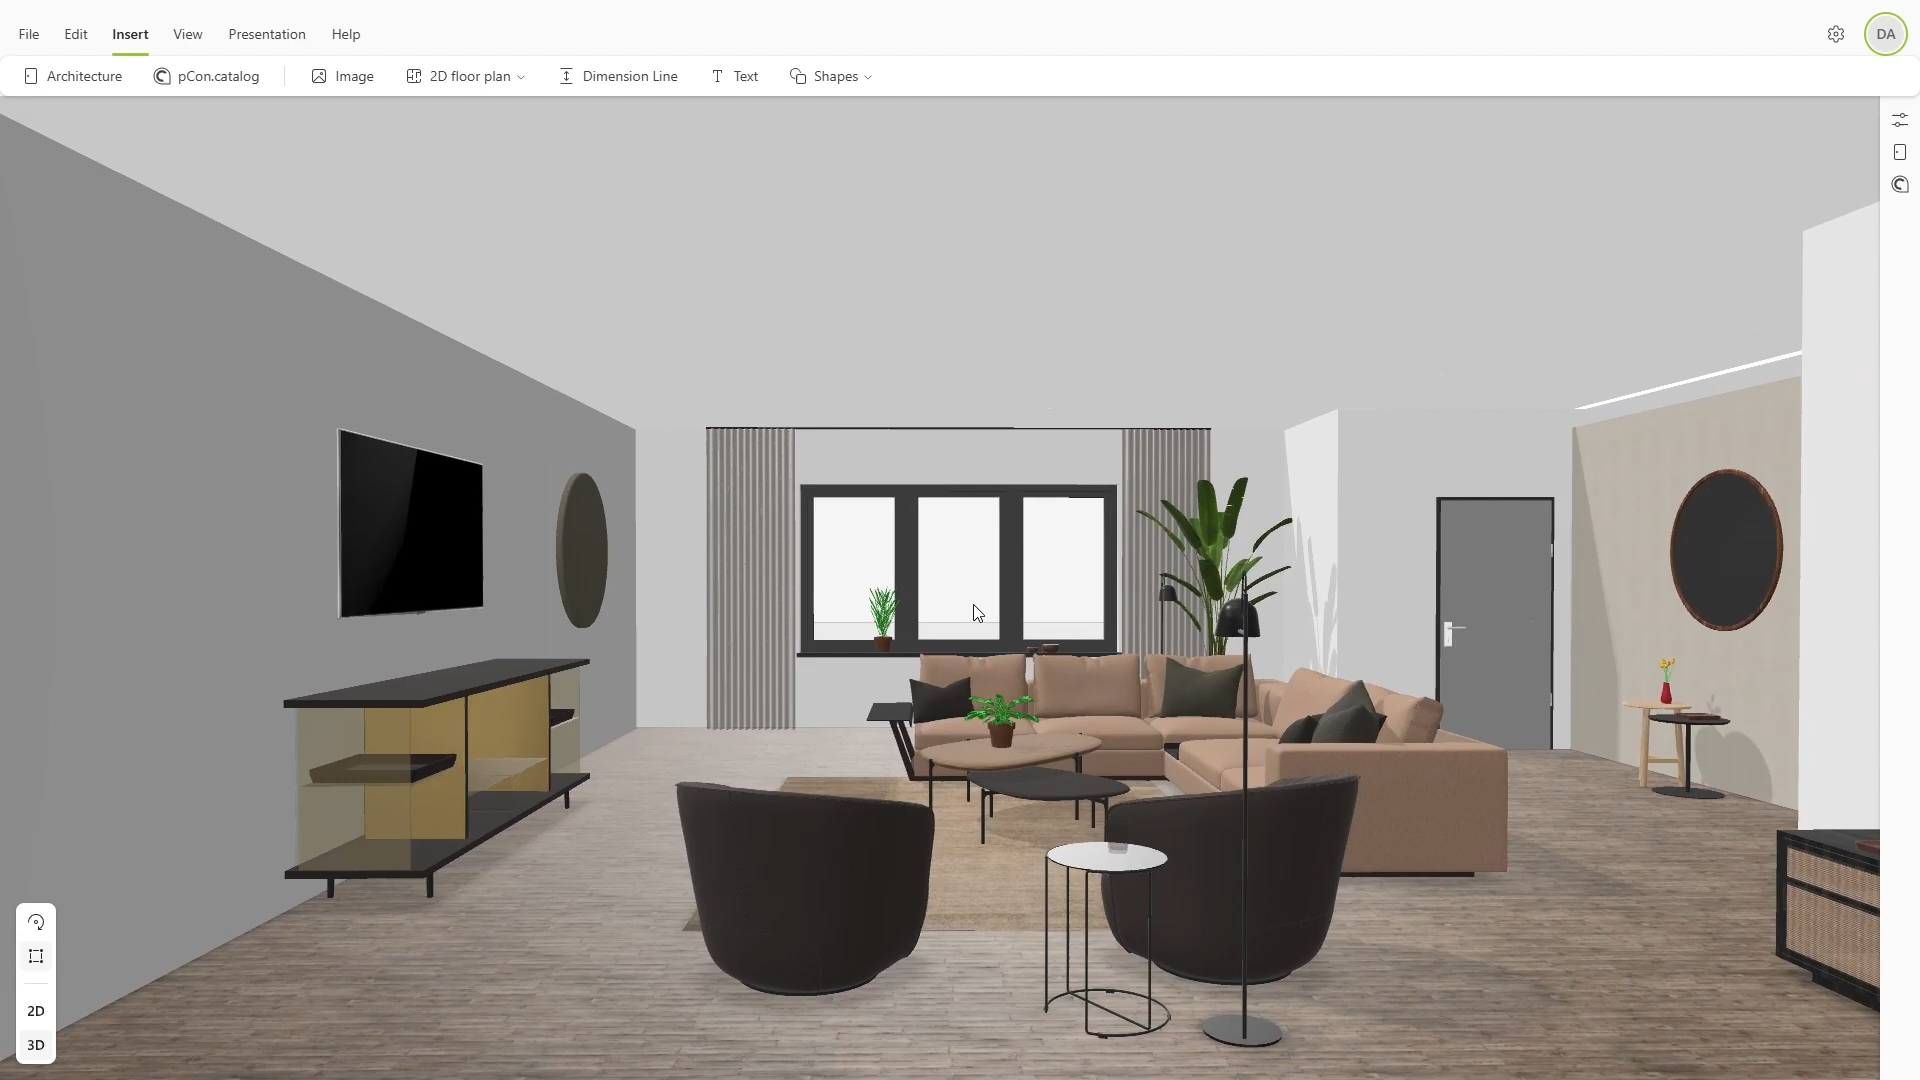 File Edit Insert View Presentation Help
DA
Architecture pCon.catalog Image 2D floor plan Dimension Line Text Shapes
2D
3D